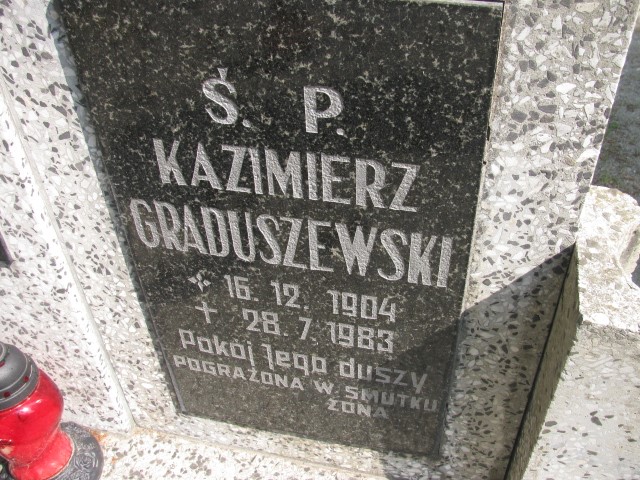 Ś. P.
KAZIMIERZ
GRADUSZEWSKI
* 16. 12. 1904
+ 28. 7. 1983
Pokój jego duszy
POGRĄŻONA W SMUTKU
ŻONA